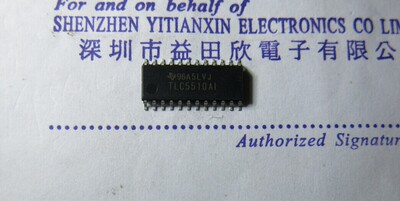 For and on behalf of
SHENZHEN YITIANXIN ELECTRONICS CO LIM
深圳市益田欣電子有限公
TLC5510AI
Authorized Signatur